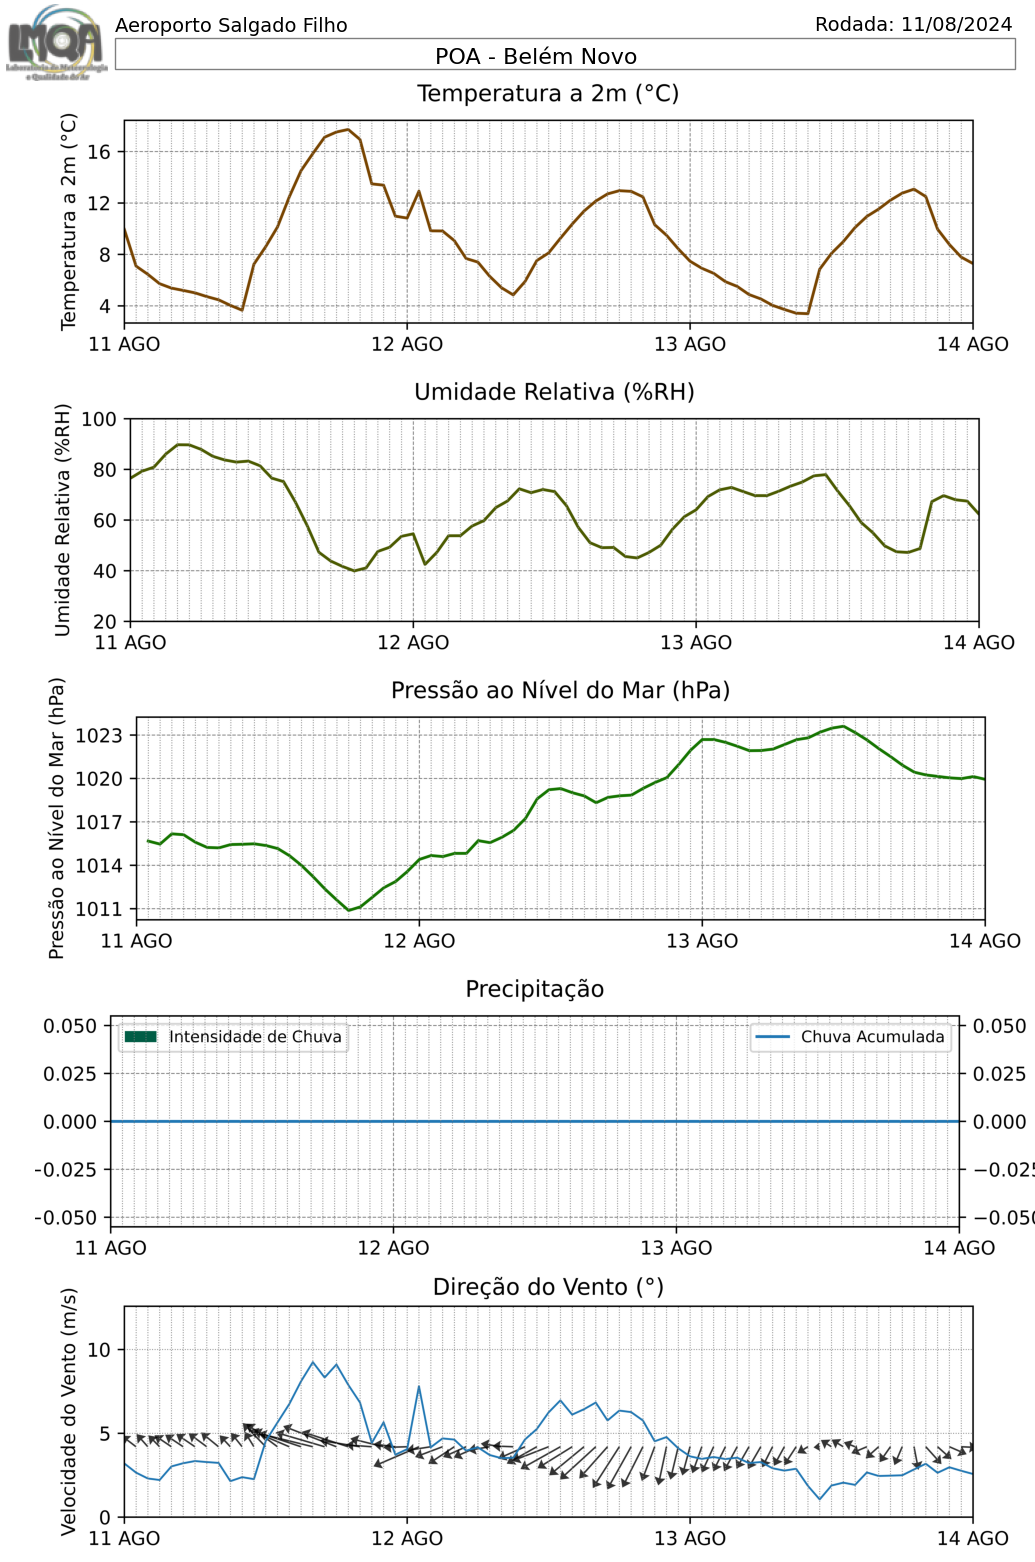 LMQA
Laboratório de Meteorologia
e Qualidade do Ar
Aeroporto Salgado Filho
Rodada: 11/08/2024
POA - Belém Novo
Temperatura a 2m (°C)
Temperatura a 2m (°C)
16
12
8
4
11 AGO 12 AGO 13 AGO 14 AGO
Umidade Relativa (%RH)
Umidade Relativa (%RH)
100
80
60
40
20
11 AGO 12 AGO 13 AGO 14 AGO
Pressão ao Nível do Mar (hPa)
Pressão ao Nível do Mar (hPa)
1023
1020
1017
1014
1011
11 AGO 12 AGO 13 AGO 14 AGO
Precipitação
Intensidade de Chuva
Chuva Acumulada
0.050 0.050
0.025 0.025
0.000 0.000
-0.025 −0.025
-0.050 −0.050
11 AGO 12 AGO 13 AGO 14 AGO
Direção do Vento (°)
Velocidade do Vento (m/s)
10
5
0
11 AGO 12 AGO 13 AGO 14 AGO